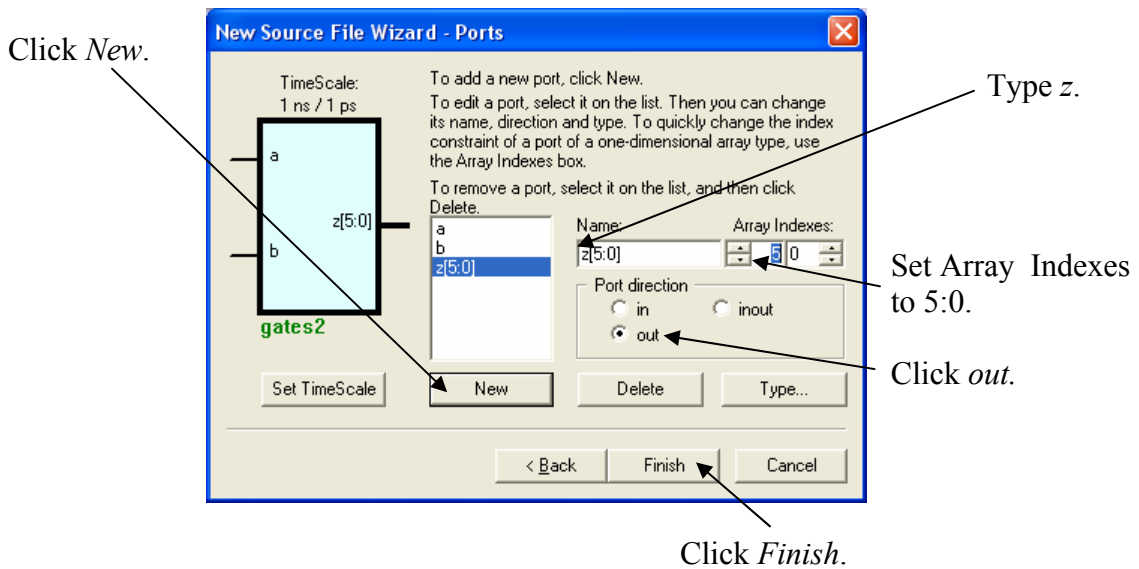 New Source File Wizard - Ports
Click New.
TimeScale:
1 ns / 1 ps
a
b
z[5:0]
gates2
To add a new port, click New.
To edit a port, select it on the list. Then you can change
its name, direction and type. To quickly change the index
constraint of a port of a one-dimensional array type, use
the Array Indexes box.
To remove a port, select it on the list, and then click
Delete.
a
b
z[5:0]
Name:
Array Indexes:
z[5:0]
5 0
Port direction
in
inout
out
Type z.
Set Array Indexes
to 5:0.
Click out.
Set TimeScale
New
Delete
Type...
< Back
Finish
Cancel
Click Finish.